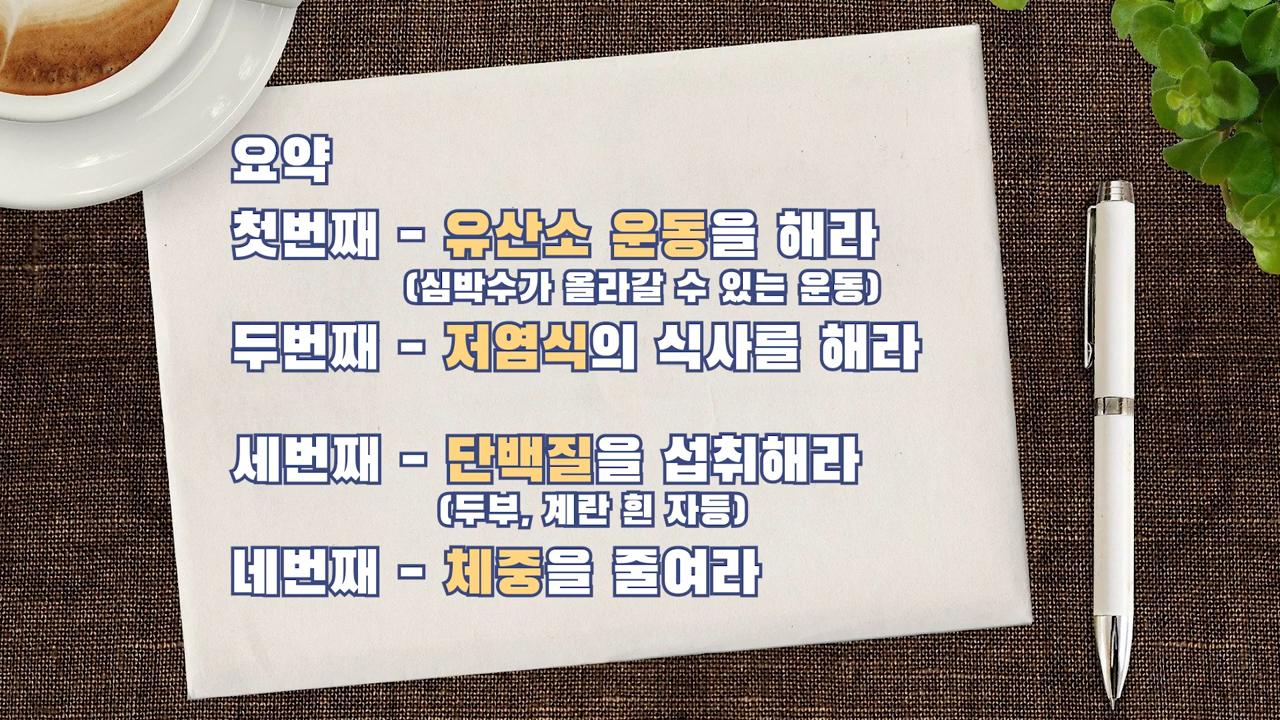 요약
첫번째 - 유산소 운동을 해라
(심박수가 올라갈 수 있는 운동)
두번째 - 저염식의 식사를 해라
세번째 - 단백질을 섭취해라
(두부, 계란 흰 자등)
네번째 - 체중을 줄여라